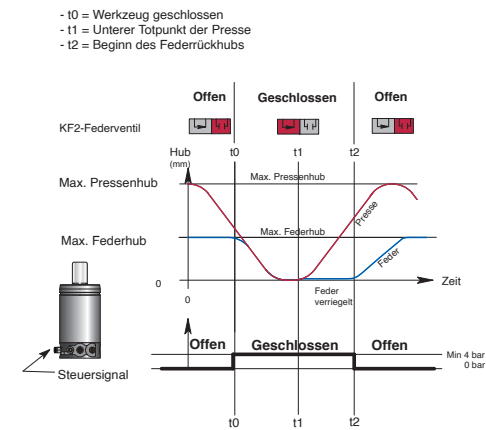 - t0 = Werkzeug geschlossen
- t1 = Unterer Totpunkt der Presse
- t2 = Beginn des Federrückhubs
Offen Geschlossen Offen
KF2-Federventil
t0 t1 t2
Hub
(mm)
Max. Pressenhub
Max. Pressenhub
Presse
Max. Federhub
Max. Federhub
Feder
0
Zeit
0
Feder
verriegelt
Offen Geschlossen Offen
Min 4 bar
0 bar
Steuersignal
t0 t1 t2